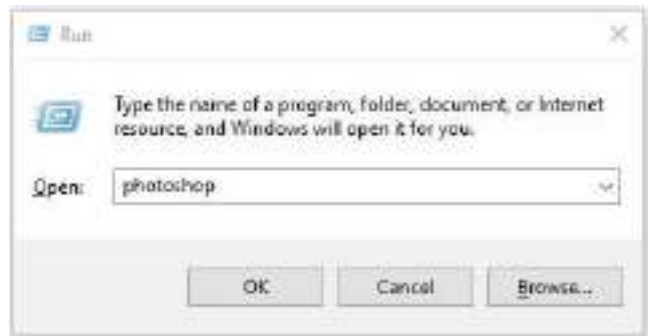 Run
Type the name of a program, folder, document, or Internet
resource, and Windows will open it for you.
Open: photoshop
OK Cancel Browse...